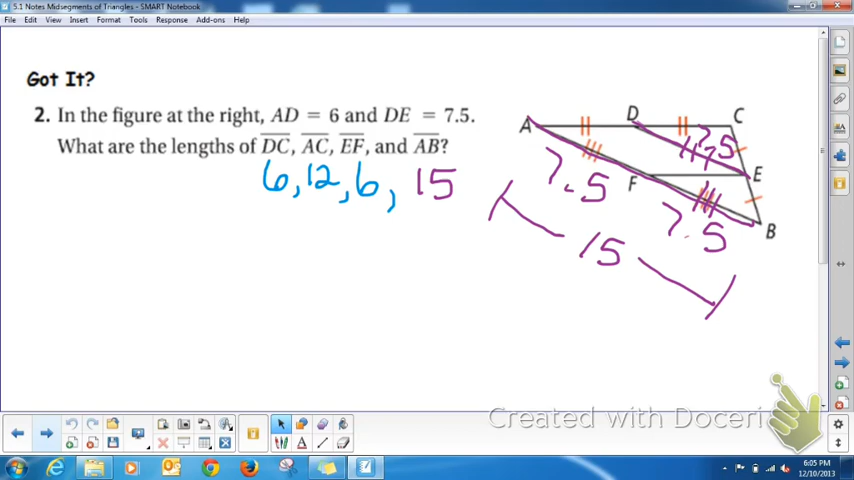 5.1 Notes Midsegments of Triangles - SMART Notebook
File Edit View Insert Format Tools Response Add-ons Help
Got It?
2. In the figure at the right, AD = 6 and DE = 7.5.
What are the lengths of DC, AC, EF, and AB?
6, 12, 6, 15
A D C
7.5
E
F
7.5
7.5
B
15
Created with Doceri
6:05 PM
12/10/2013